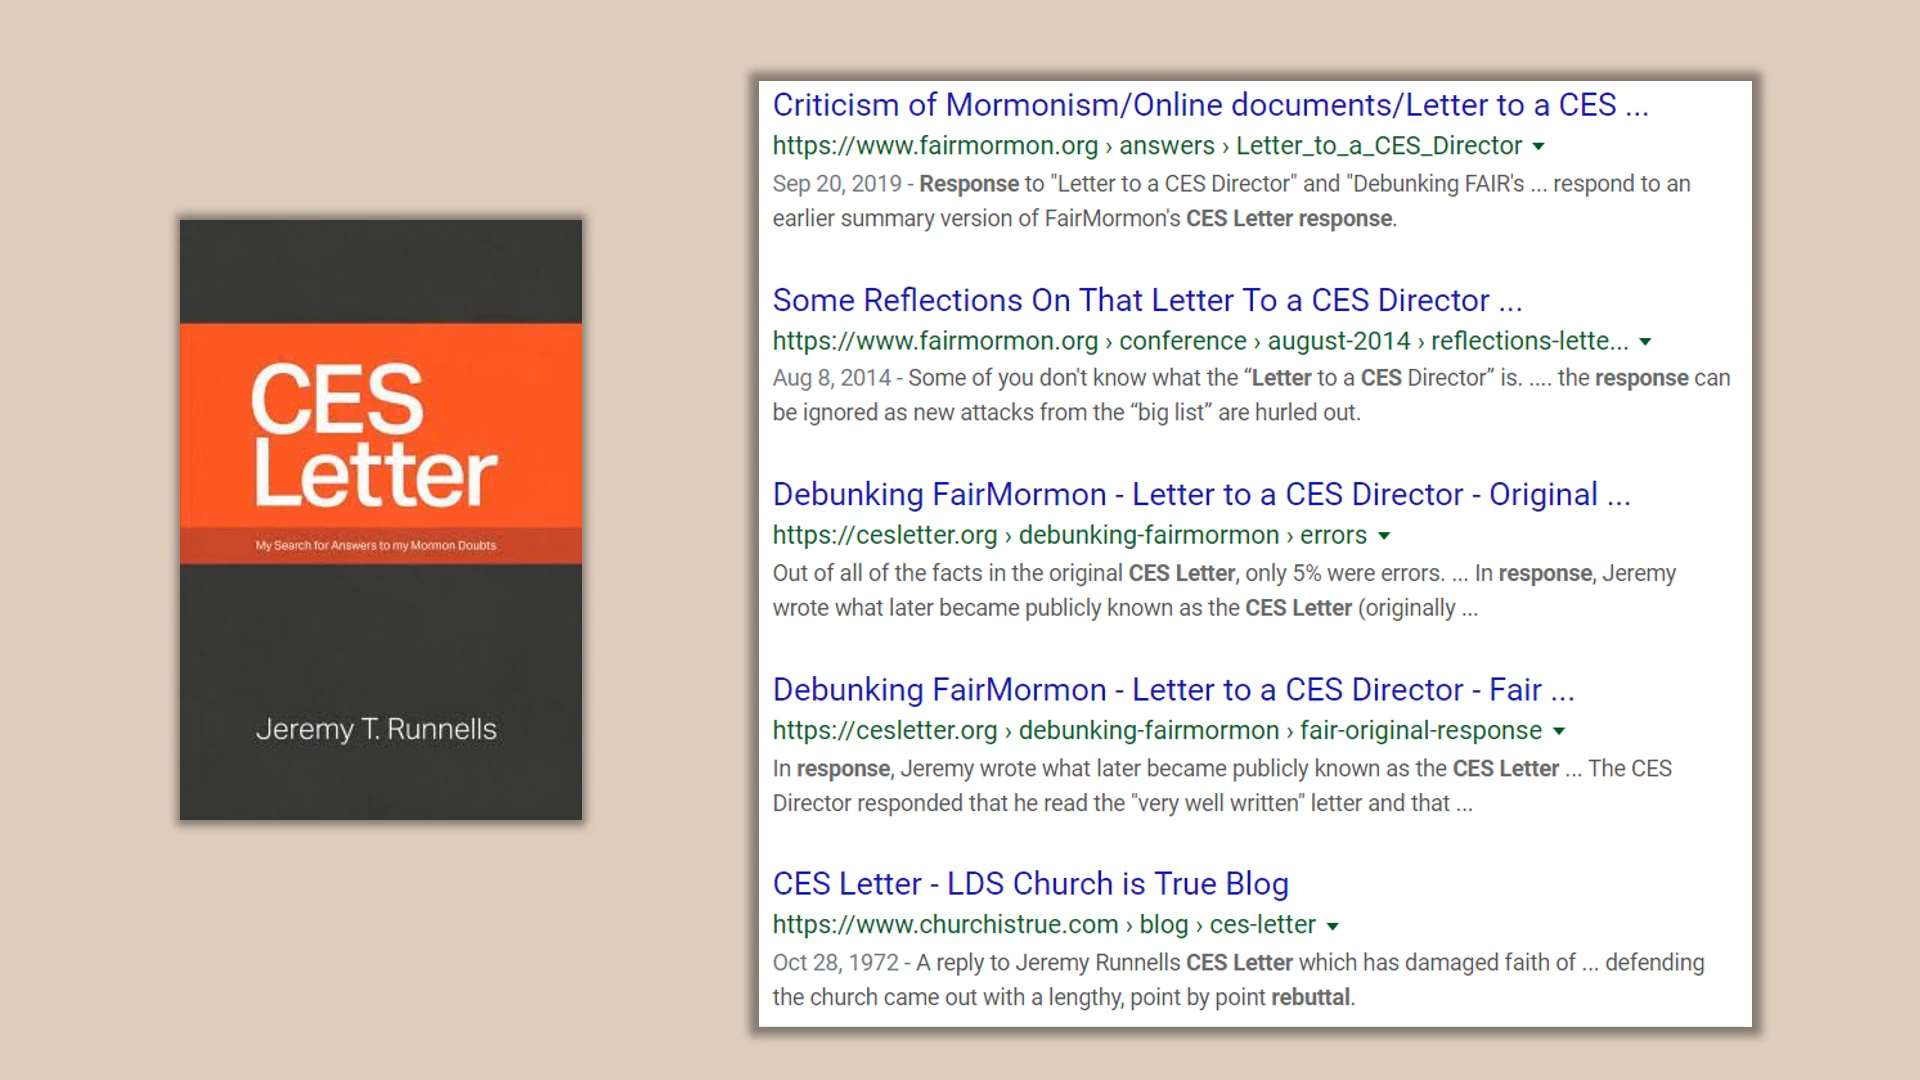 CES
Letter
My Search for Answers to my Mormon Doubts
Jeremy T. Runnells
Criticism of Mormonism/Online documents/Letter to a CES ...
https://www.fairmormon.org › answers › Letter_to_a_CES_Director
Sep 20, 2019 - Response to "Letter to a CES Director" and "Debunking FAIR's ... respond to an
earlier summary version of FairMormon's CES Letter response.
Some Reflections On That Letter To a CES Director ...
https://www.fairmormon.org › conference › august-2014 › reflections-lette...
Aug 8, 2014 - Some of you don't know what the “Letter to a CES Director” is. .... the response can
be ignored as new attacks from the “big list” are hurled out.
Debunking FairMormon - Letter to a CES Director - Original ...
https://cesletter.org › debunking-fairmormon › errors
Out of all of the facts in the original CES Letter, only 5% were errors. ... In response, Jeremy
wrote what later became publicly known as the CES Letter (originally ...
Debunking FairMormon - Letter to a CES Director - Fair ...
https://cesletter.org › debunking-fairmormon › fair-original-response
In response, Jeremy wrote what later became publicly known as the CES Letter ... The CES
Director responded that he read the "very well written" letter and that ...
CES Letter - LDS Church is True Blog
https://www.churchistrue.com › blog › ces-letter
Oct 28, 1972 - A reply to Jeremy Runnells CES Letter which has damaged faith of ... defending
the church came out with a lengthy, point by point rebuttal.